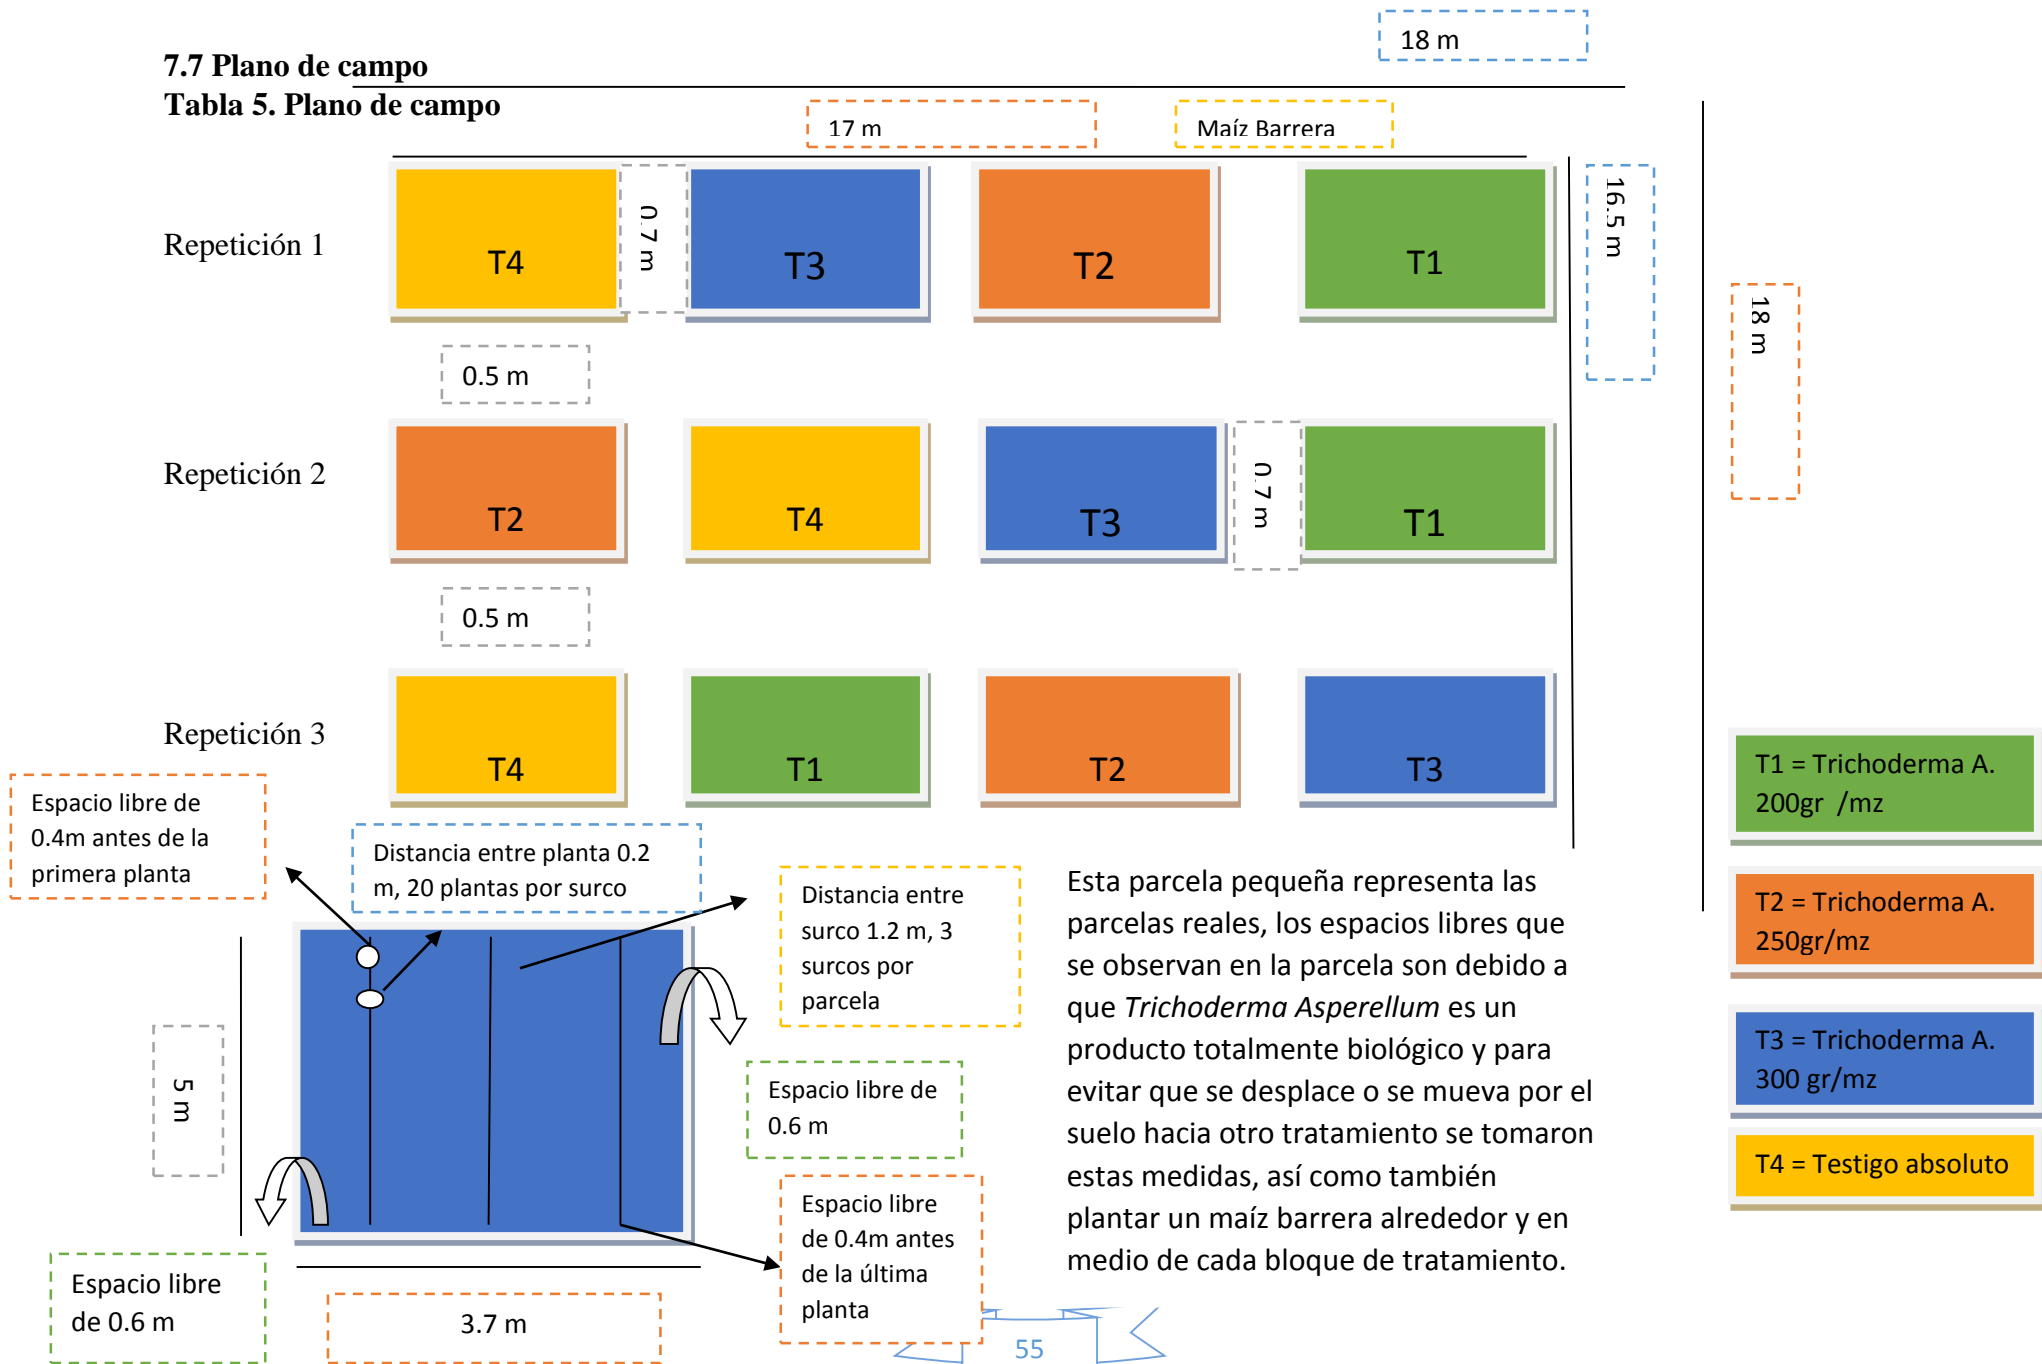 18 m
7.7 Plano de campo
Tabla 5. Plano de campo
17 m
Maíz Barrera
Repetición 1
T4
0.7 m
T3
T2
T1
16.5 m
18 m
0.5 m
Repetición 2
T2
T4
T3
0.7 m
T1
0.5 m
Repetición 3
T4
T1
T2
T3
T1 = Trichoderma A.
200gr /mz
T2 = Trichoderma A.
250gr/mz
T3 = Trichoderma A.
300 gr/mz
T4 = Testigo absoluto
Espacio libre de
0.4m antes de la
primera planta
Distancia entre planta 0.2
m, 20 plantas por surco
Distancia entre
surco 1.2 m, 3
surcos por
parcela
5 m
Espacio libre de
0.6 m
Espacio libre
de 0.4m antes
de la última
planta
Espacio libre
de 0.6 m
3.7 m
Esta parcela pequeña representa las
parcelas reales, los espacios libres que
se observan en la parcela son debido a
que Trichoderma Asperellum es un
producto totalmente biológico y para
evitar que se desplace o se mueva por el
suelo hacia otro tratamiento se tomaron
estas medidas, así como también
plantar un maíz barrera alrededor y en
medio de cada bloque de tratamiento.
55